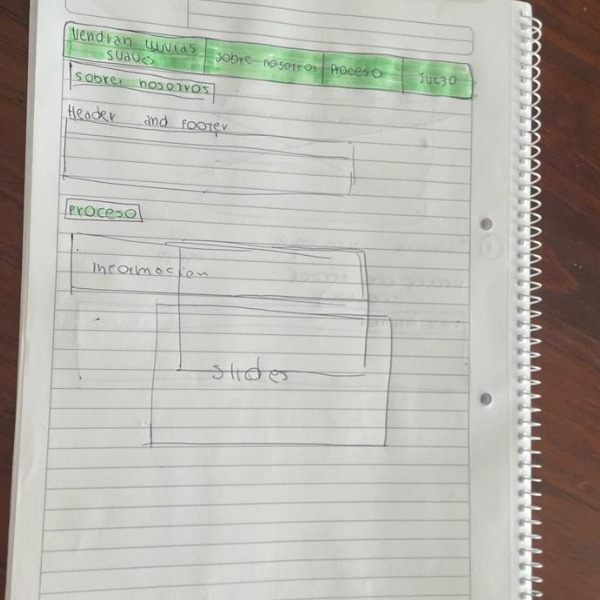 Vendran lluvias
suaves
Sobre nosotros
Proceso
Juego
Sobre nosotros
Header and Footer
Proceso
Informacion
Slides